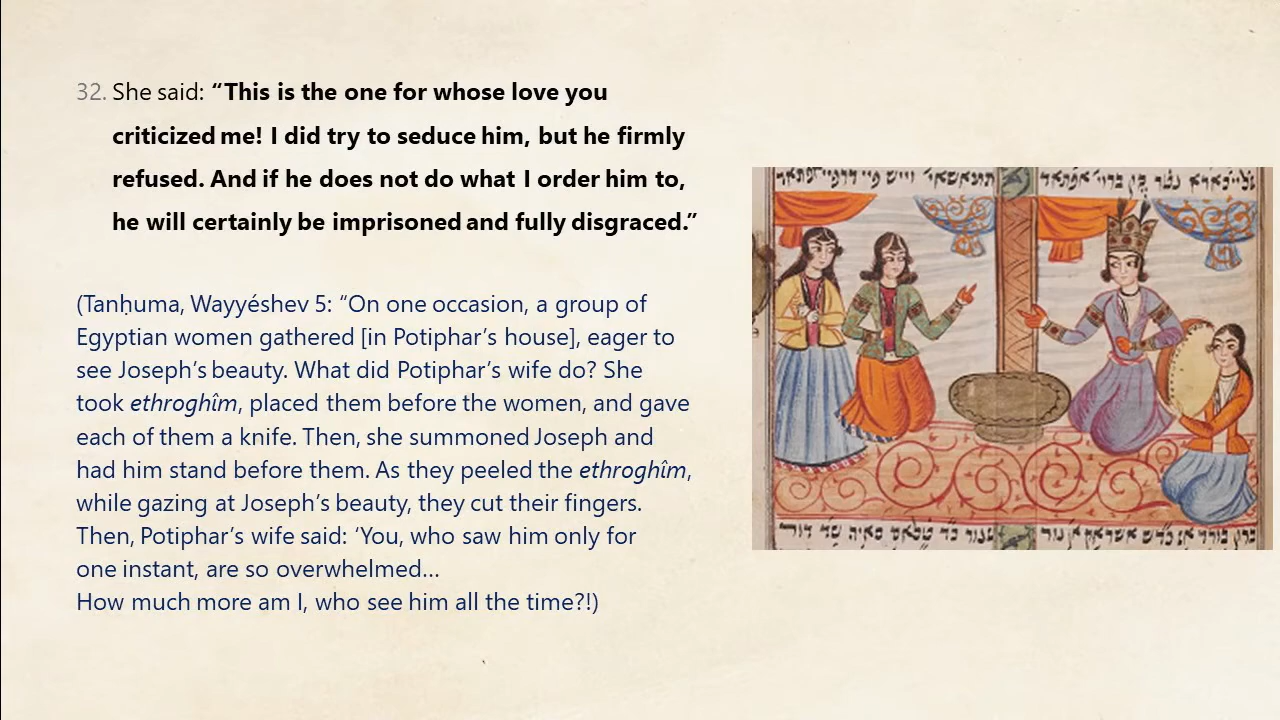 32. She said: “This is the one for whose love you
criticized me! I did try to seduce him, but he firmly
refused. And if he does not do what I order him to,
he will certainly be imprisoned and fully disgraced.”
(Tanḥuma, Wayyéshev 5: “On one occasion, a group of
Egyptian women gathered [in Potiphar’s house], eager to
see Joseph’s beauty. What did Potiphar’s wife do? She
took ethroghîm, placed them before the women, and gave
each of them a knife. Then, she summoned Joseph and
had him stand before them. As they peeled the ethroghîm,
while gazing at Joseph’s beauty, they cut their fingers.
Then, Potiphar’s wife said: ‘You, who saw him only for
one instant, are so overwhelmed…
How much more am I, who see him all the time?!)